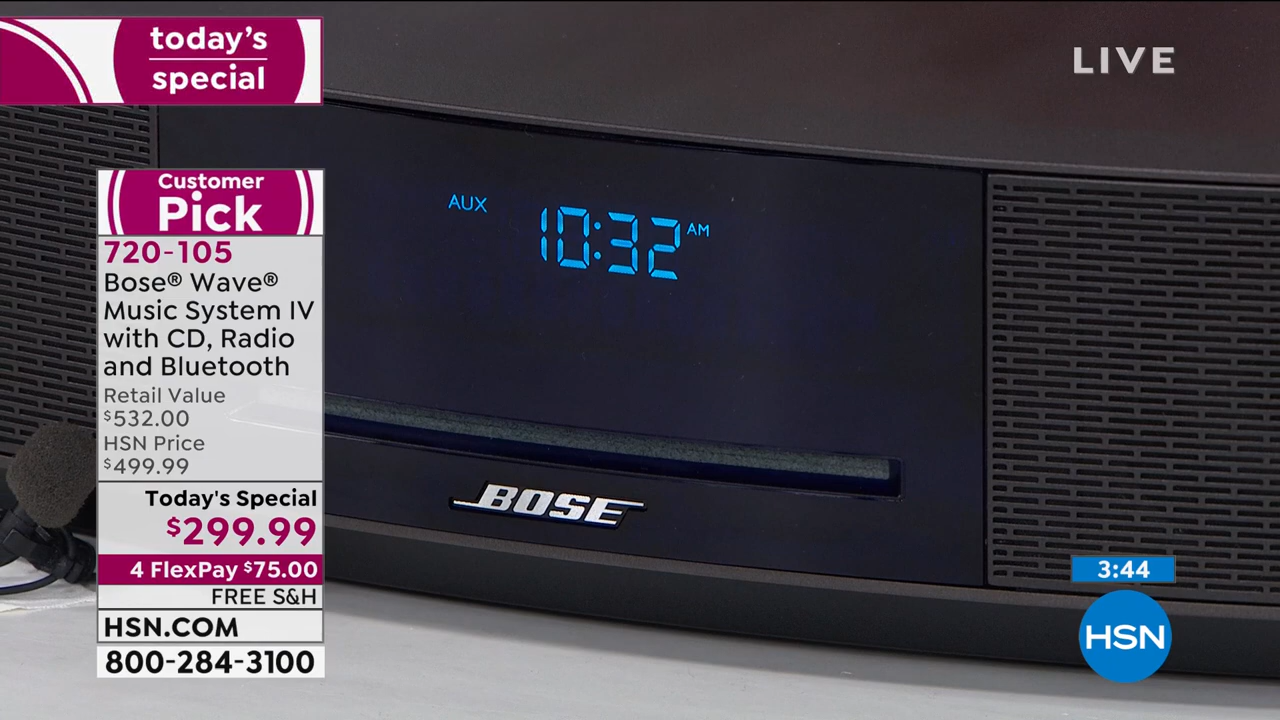 today's
special
LIVE
Customer
Pick
720-105
Bose® Wave®
Music System IV
with CD, Radio
and Bluetooth
Retail Value
$532.00
HSN Price
$499.99
Today's Special
$299.99
4 FlexPay $75.00
FREE S&H
HSN.COM
800-284-3100
AUX 10:32 AM
BOSE
3:44
HSN